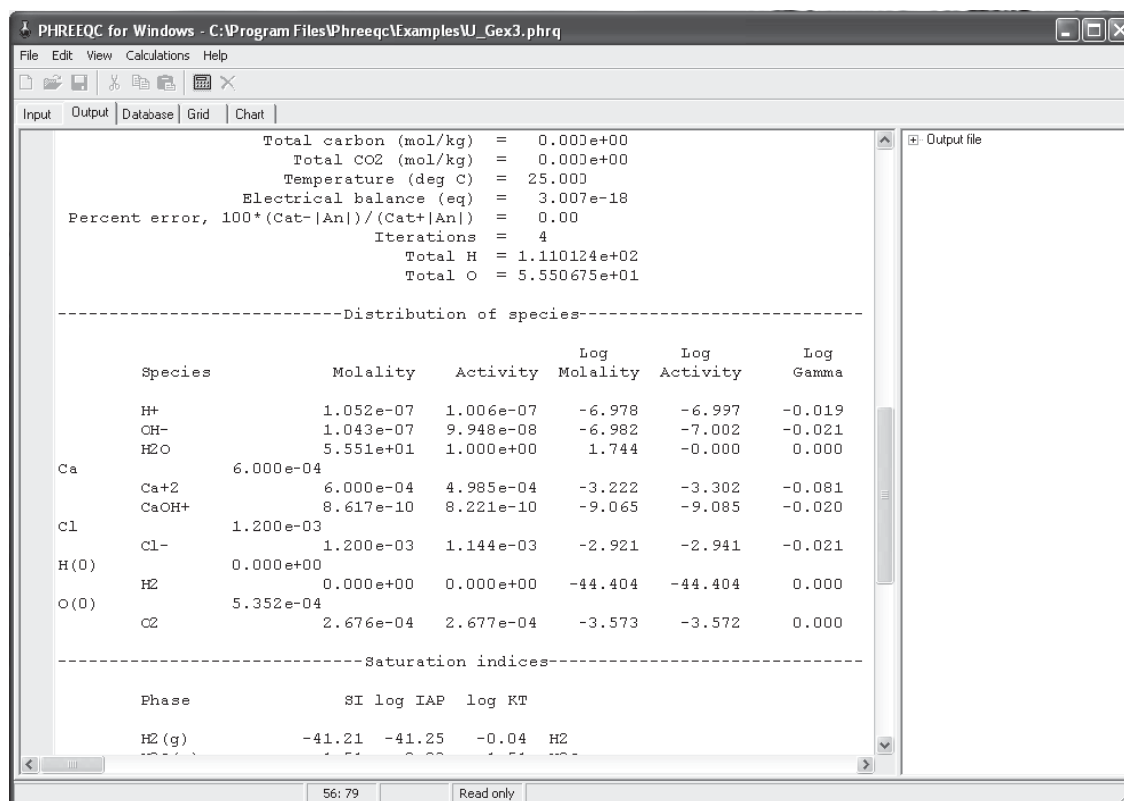 PHREEQC for Windows - C:\Program Files\Phreeqc\Examples\U_Gex3.phrq
File Edit View Calculations Help
Input Output Database Grid Chart
Total carbon (mol/kg) = 0.000e+00
Total CO2 (mol/kg) = 0.000e+00
Temperature (deg C) = 25.000
Electrical balance (eq) = 3.007e-18
Percent error, 100*(Cat-|An|)/(Cat+|An|) = 0.00
Iterations = 4
Total H = 1.110124e+02
Total O = 5.550675e+01
----------------------------Distribution of species----------------------------
Log Log Log
Species Molality Activity Molality Activity Gamma
H+ 1.052e-07 1.006e-07 -6.978 -6.997 -0.019
OH- 1.043e-07 9.948e-08 -6.982 -7.002 -0.021
H2O 5.551e+01 1.000e+00 1.744 -0.000 0.000
Ca 6.000e-04
Ca+2 6.000e-04 4.985e-04 -3.222 -3.302 -0.081
CaOH+ 8.617e-10 8.221e-10 -9.065 -9.085 -0.020
Cl 1.200e-03
Cl- 1.200e-03 1.144e-03 -2.921 -2.941 -0.021
H(0) 0.000e+00
H2 0.000e+00 0.000e+00 -44.404 -44.404 0.000
O(0) 5.352e-04
O2 2.676e-04 2.677e-04 -3.573 -3.572 0.000
------------------------------Saturation indices-------------------------------
Phase SI log IAP log KT
H2(g) -41.21 -41.25 -0.04 H2
Output file
56: 79 Read only